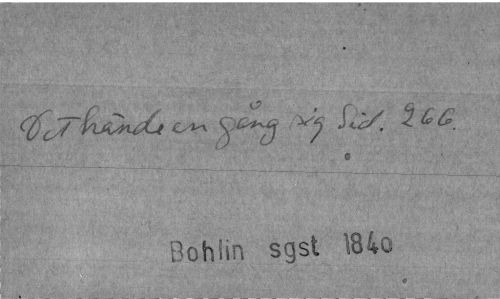 Det hände en gång sig Sid. 266.
Bohlin sgst 1840